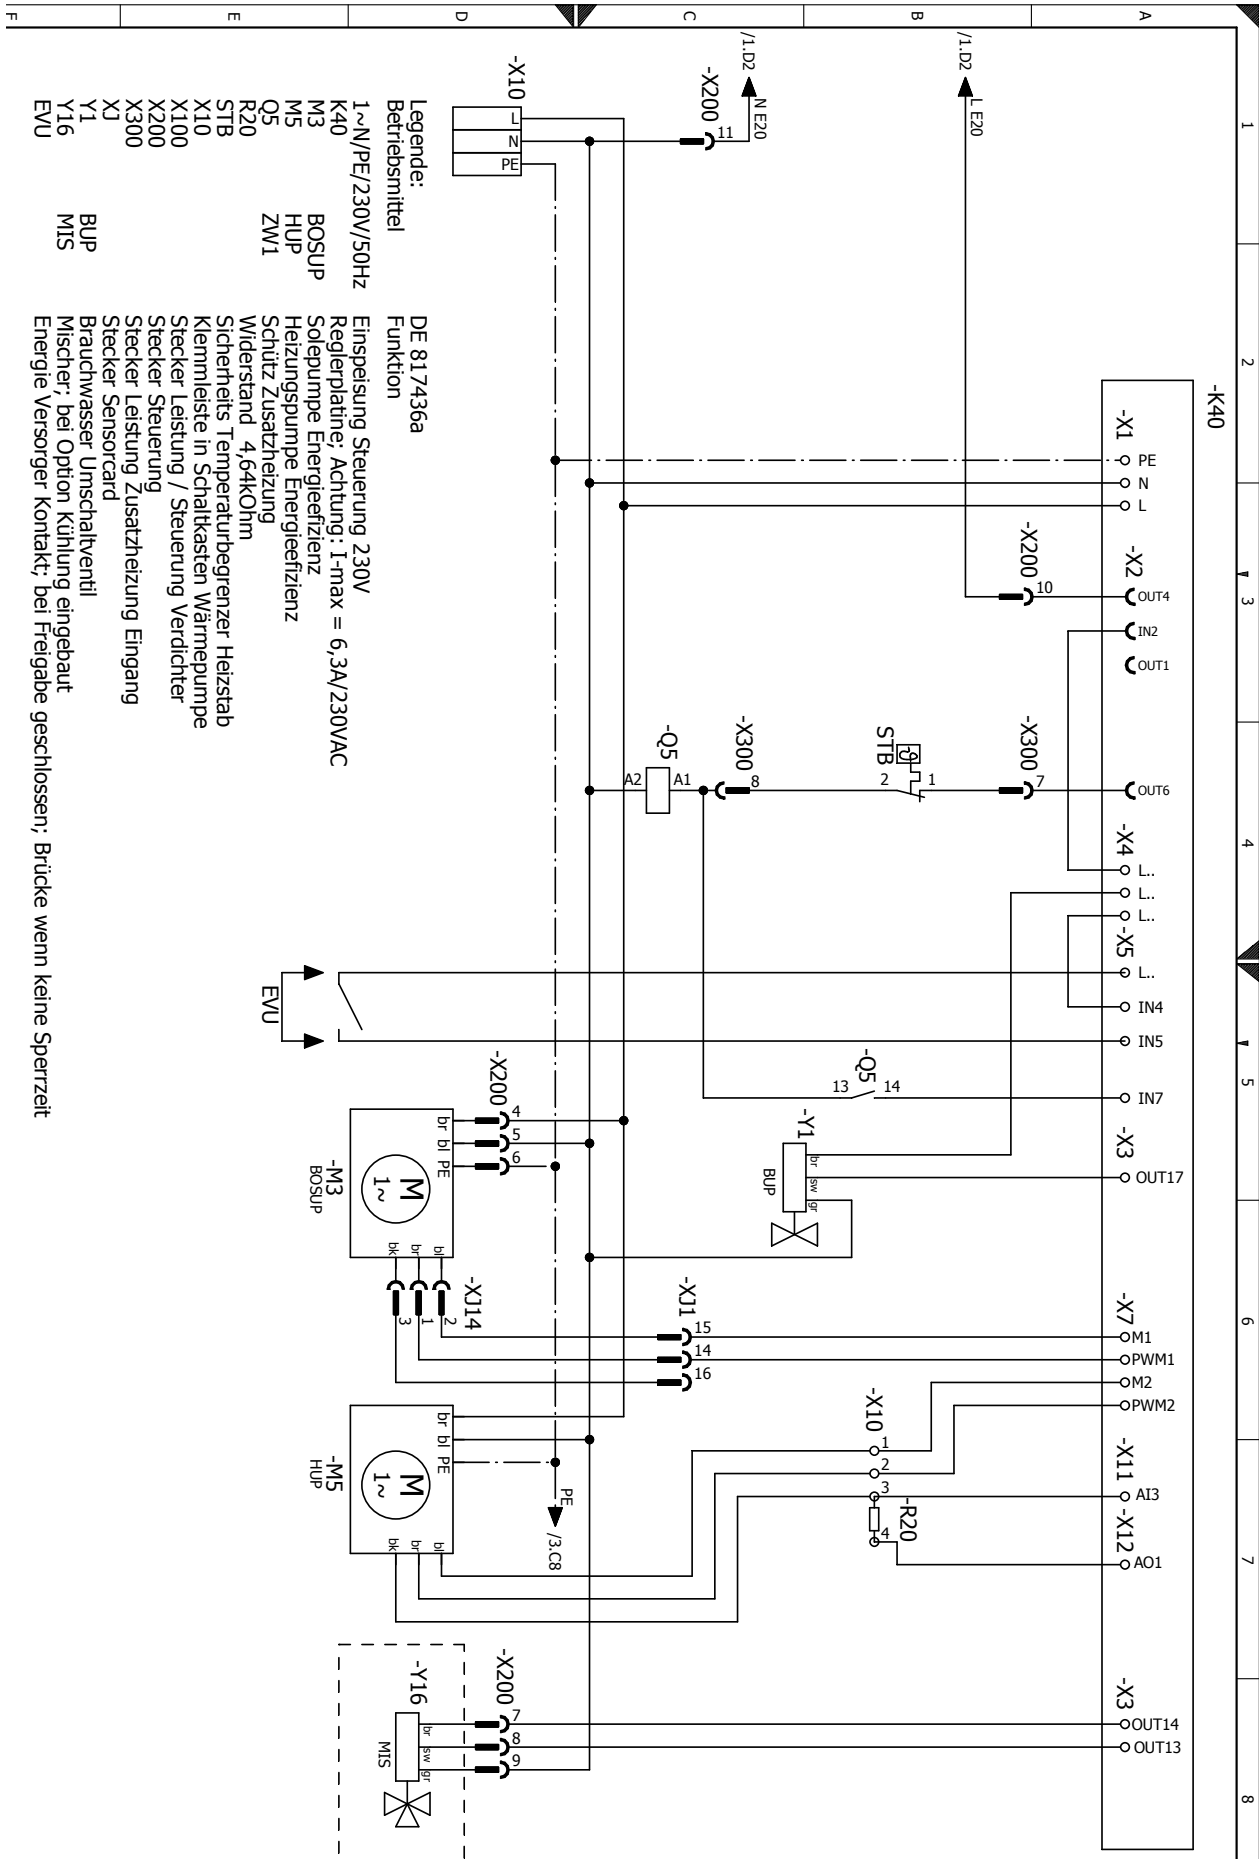 1
2
3
4
5
6
7
8
A
B
C
D
E
F
-K40
-X1
PE
N
L
-X2
OUT4
IN2
OUT1
OUT6
-X4
L..
L..
L..
-X5
L..
IN4
IN5
IN7
-X3
OUT17
-X7
M1
PWM1
M2
PWM2
-X11
AI3
-X12
AO1
-X3
OUT14
OUT13
/1.D2
L E20
-X200
10
-X300
7
STB
1
2
-X300
8
-Q5
A1
A2
-Q5
13
14
-Y1
BUP
br
sw
gr
-X10
1
2
3
4
-R20
/1.D2
N E20
-X200
11
-XJ1
15
14
16
-X10
L
N
PE
PE
/3.C8
EVU
-X200
4
5
6
br
bl
PE
M
1~
-M3
BOSUP
bl
br
bk
-XJ14
2
1
3
br
bl
PE
M
1~
-M5
HUP
bl
br
bk
-X200
7
8
9
-Y16
MIS
br
sw
gr
Legende: DE 817436a
Betriebsmittel Funktion
1~N/PE/230V/50Hz Einspeisung Steuerung 230V
K40 Reglerplatine; Achtung: I-max = 6,3A/230VAC
M3 BOSUP Solepumpe Energieefizienz
M5 HUP Heizungspumpe Energieefizienz
Q5 ZW1 Schütz Zusatzheizung
R20 Widerstand 4,64kOhm
STB Sicherheits Temperaturbegrenzer Heizstab
X10 Klemmleiste in Schaltkasten Wärmepumpe
X100 Stecker Leistung / Steuerung Verdichter
X200 Stecker Steuerung
X300 Stecker Leistung Zusatzheizung Eingang
XJ Stecker Sensorcard
Y1 BUP Brauchwasser Umschaltventil
Y16 MIS Mischer; bei Option Kühlung eingebaut
EVU Energie Versorger Kontakt; bei Freigabe geschlossen; Brücke wenn keine Sperrzeit